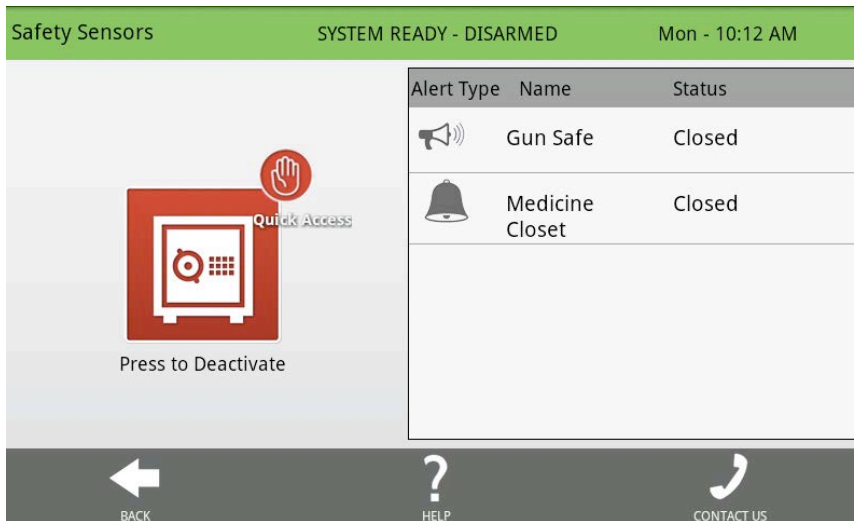 Safety Sensors SYSTEM READY - DISARMED Mon - 10:12 AM
Alert Type Name Status
Gun Safe Closed
Medicine Closed
Closet
Quick Access
Press to Deactivate
BACK HELP CONTACT US